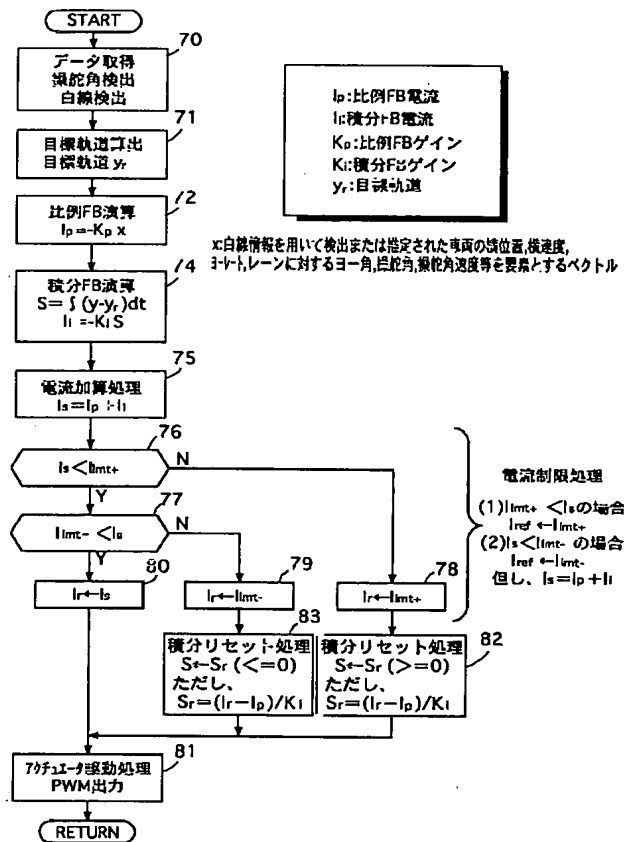 START
70
データ取得
操舵角検出
白線検出
71
目標軌道算出
目標軌道 yr
72
比例FB演算
Ip=-Kp x
74
積分FB演算
S=∫(y-yr)dt
Ii=-Ki S
75
電流加算処理
Is=Ip+Ii
76
Is<Ilmt+
N
Y
77
Ilmt-<Is
N
Y
80
Ir←Is
79
Ir←Ilmt-
78
Ir←Ilmt+
83
積分リセット処理
S←Sr(<=0)
ただし、
Sr=(Ir-Ip)/Ki
82
積分リセット処理
S←Sr(>=0)
ただし、
Sr=(Ir-Ip)/Ki
81
アクチュエータ駆動処理
PWM出力
RETURN
Ip:比例FB電流
Ii:積分FB電流
Kp:比例FBゲイン
Ki:積分FBゲイン
yr:目標軌道
x:白線情報を用いて検出または推定された車両の横位置,横速度,
ヨーレート,レーンに対するヨー角,操舵角,操舵角速度等を要素とするベクトル
電流制限処理
(1)Ilmt+<Isの場合
Iref←Ilmt+
(2)Is<Ilmt-の場合
Iref←Ilmt-
但し、Is=Ip+Ii